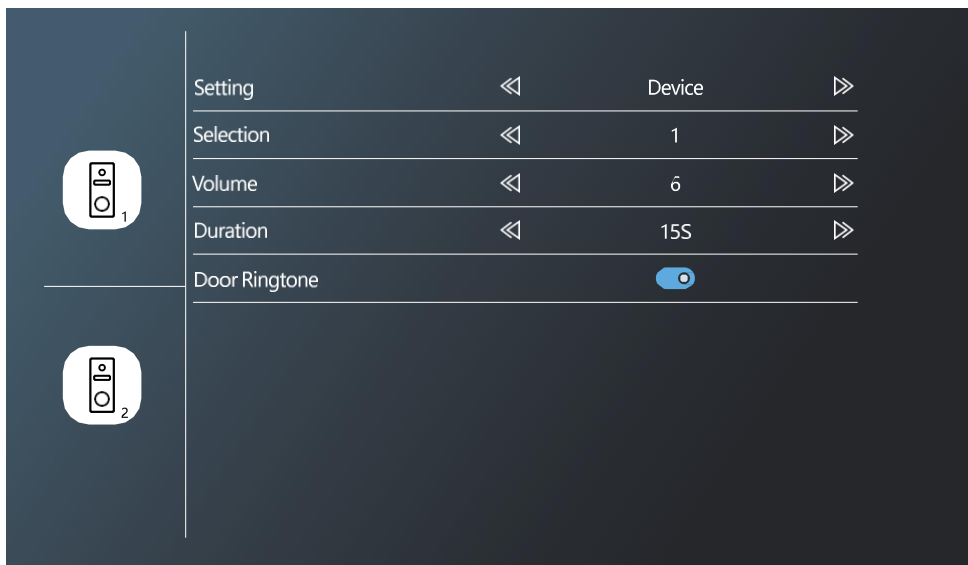 Setting Device
Selection 1
Volume 6
Duration 15S
Door Ringtone
1
2